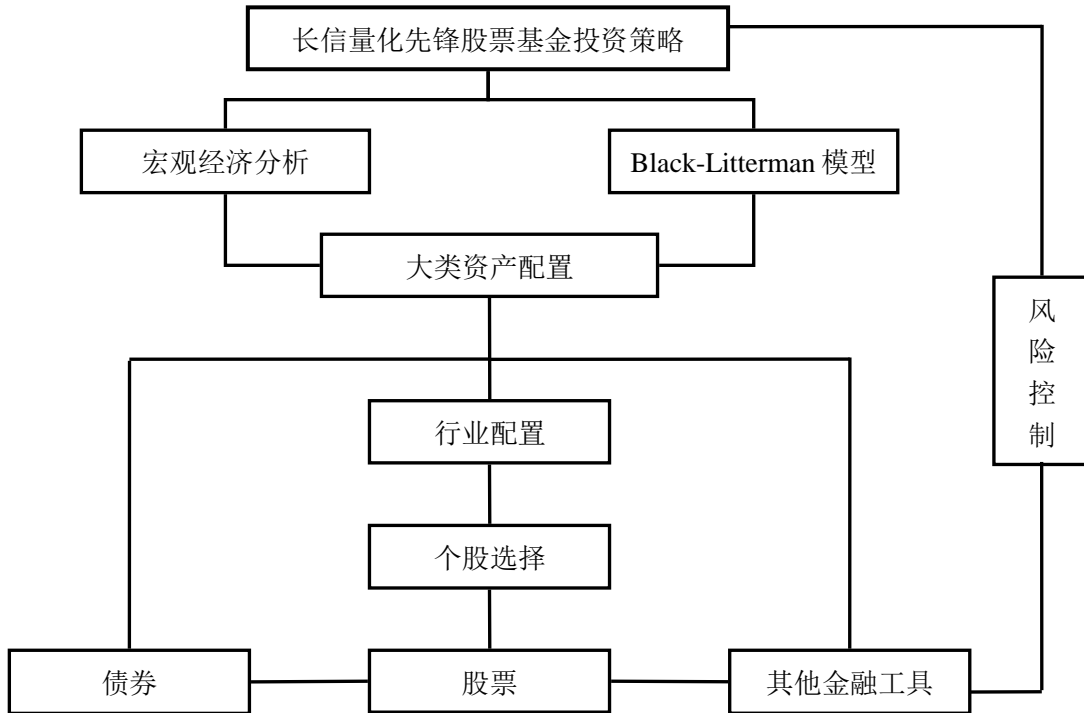 长信量化先锋股票基金投资策略
宏观经济分析
Black-Litterman 模型
大类资产配置
风
险
控
制
行业配置
个股选择
债券
股票
其他金融工具